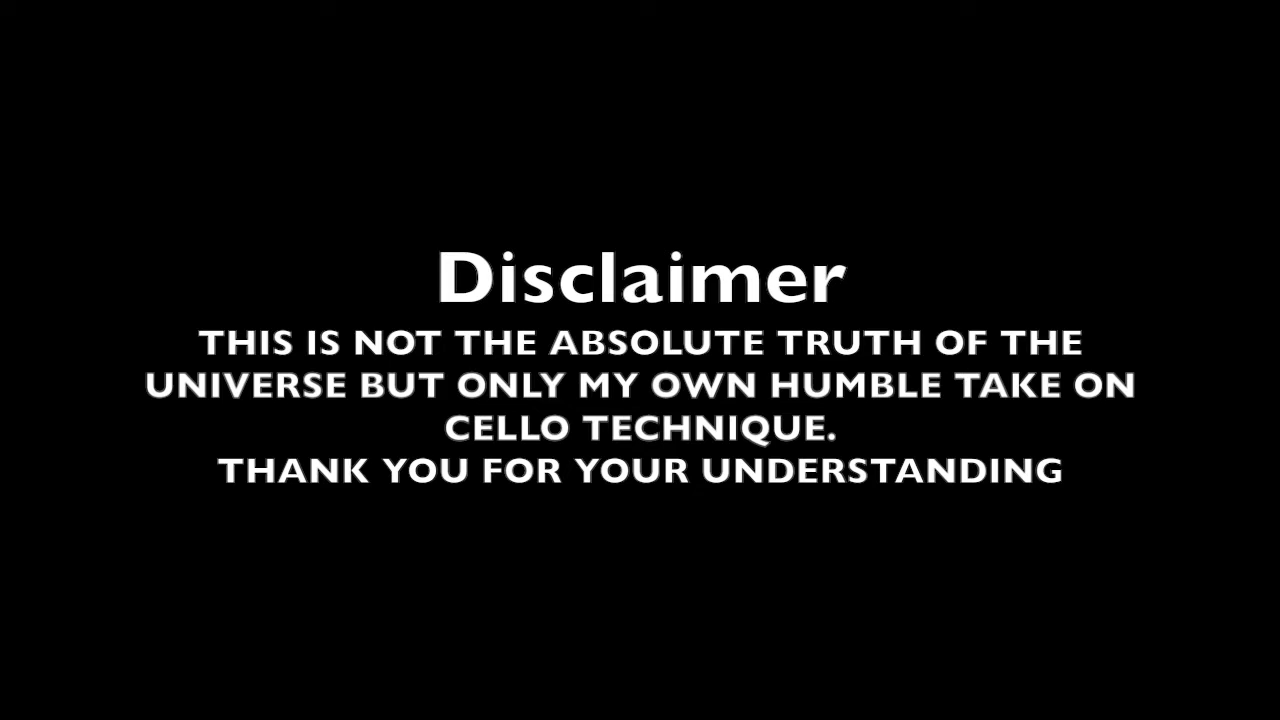 Disclaimer
THIS IS NOT THE ABSOLUTE TRUTH OF THE
UNIVERSE BUT ONLY MY OWN HUMBLE TAKE ON
CELLO TECHNIQUE.
THANK YOU FOR YOUR UNDERSTANDING